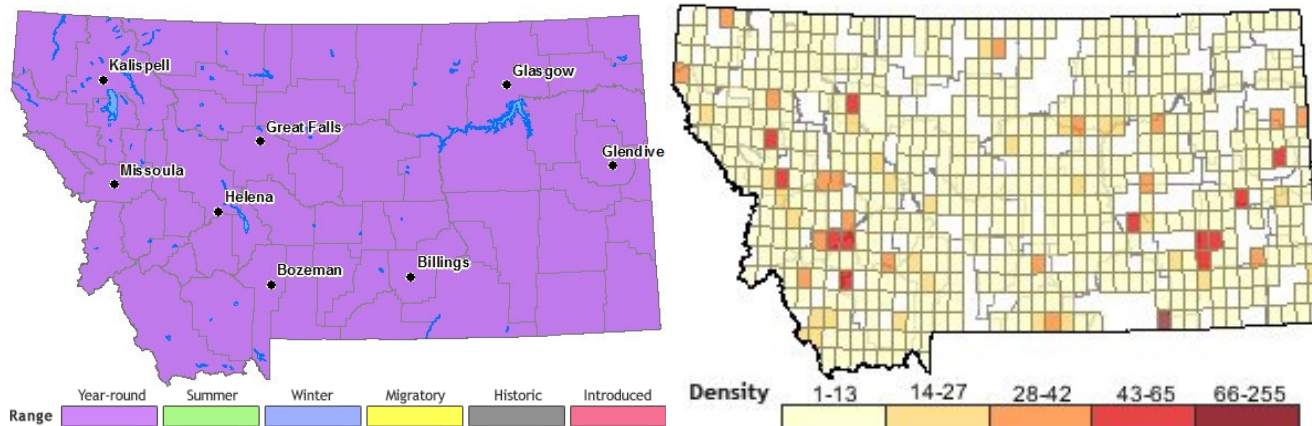 Kalispell
Glasgow
Great Falls
Glendive
Missoula
Helena
Bozeman
Billings
Year-round Summer Winter Migratory Historic Introduced
Range
Density 1-13 14-27 28-42 43-65 66-255